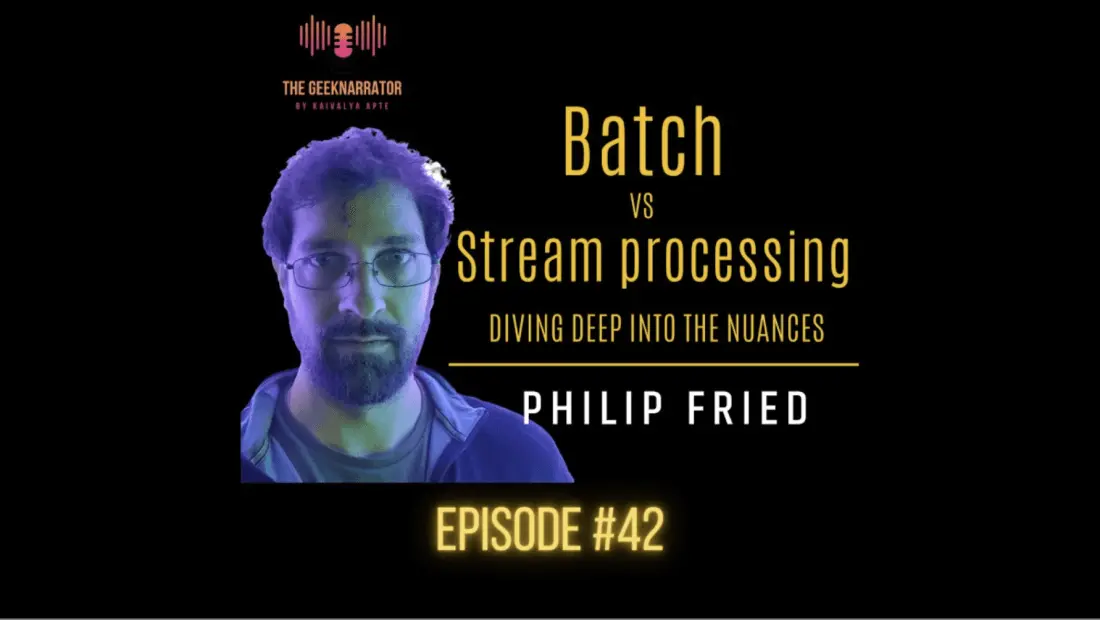 THE GEEKNARRATOR
BY KAIVALYA APTE
Batch
VS
Stream processing
DIVING DEEP INTO THE NUANCES
PHILIP FRIED
EPISODE #42